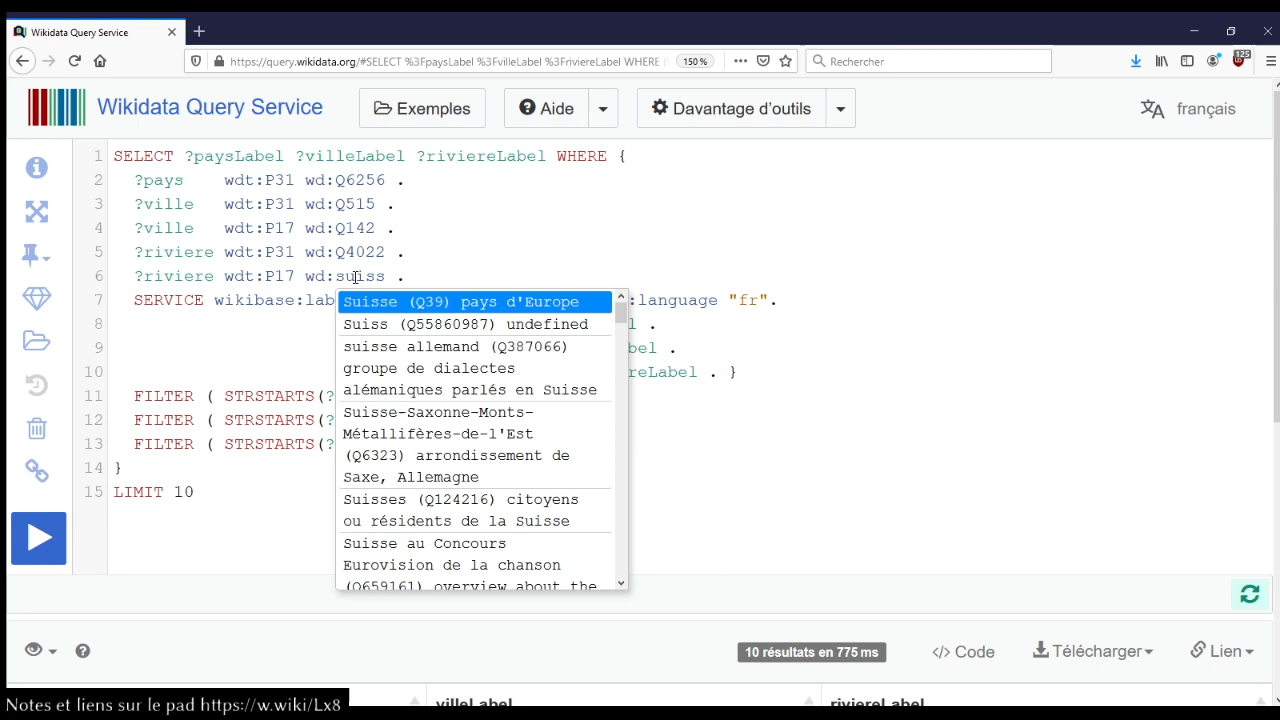 Wikidata Query Service
https://query.wikidata.org/#SELECT %3FpaysLabel %3FvilleLabel %3FriviereLabel WHERE
150 %
Rechercher
125
Wikidata Query Service
Exemples
Aide
Davantage d'outils
français
1 SELECT ?paysLabel ?villeLabel ?riviereLabel WHERE {
2 ?pays wdt:P31 wd:Q6256 .
3 ?ville wdt:P31 wd:Q515 .
4 ?ville wdt:P17 wd:Q142 .
5 ?riviere wdt:P31 wd:Q4022 .
6 ?riviere wdt:P17 wd:suiss .
7 SERVICE wikibase:lab :language "fr".
8 l .
9 bel .
10 reLabel . }
11 FILTER ( STRSTARTS(?
12 FILTER ( STRSTARTS(?
13 FILTER ( STRSTARTS(?
14 }
15 LIMIT 10
Suisse (Q39) pays d'Europe
Suiss (Q55860987) undefined
suisse allemand (Q387066)
groupe de dialectes
alémaniques parlés en Suisse
Suisse-Saxonne-Monts-
Métallifères-de-l'Est
(Q6323) arrondissement de
Saxe, Allemagne
Suisses (Q124216) citoyens
ou résidents de la Suisse
Suisse au Concours
Eurovision de la chanson
(Q659161) overview about the
10 résultats en 775 ms
</> Code
Télécharger
Lien
villeLabel
riviereLabel
Notes et liens sur le pad https://w.wiki/Lx8